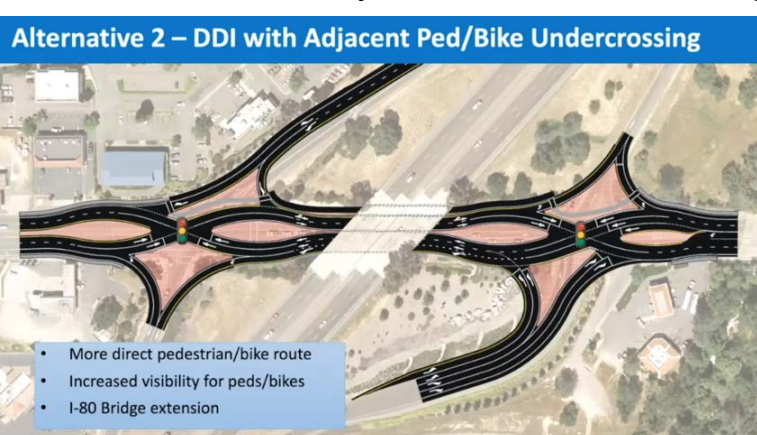 Alternative 2 – DDI with Adjacent Ped/Bike Undercrossing
• More direct pedestrian/bike route
• Increased visibility for peds/bikes
• I-80 Bridge extension